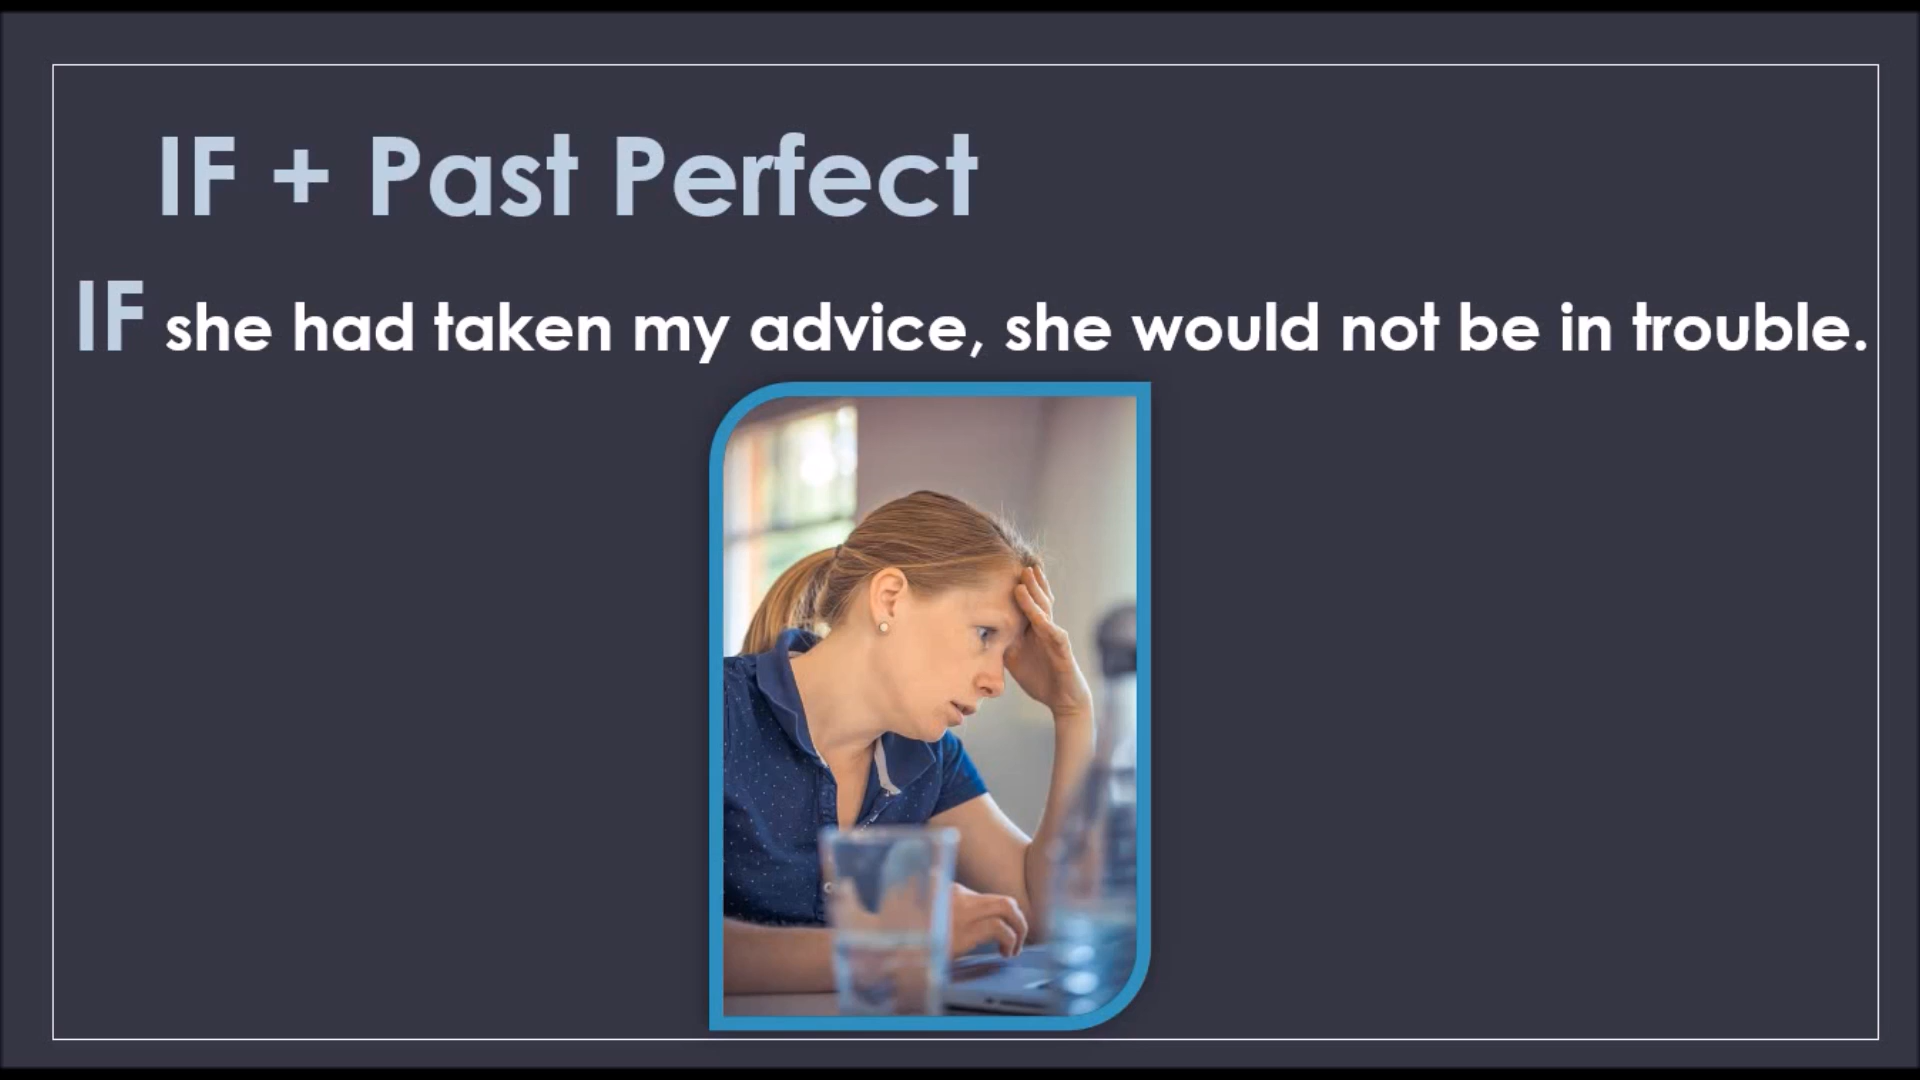 IF + Past Perfect
IF she had taken my advice, she would not be in trouble.